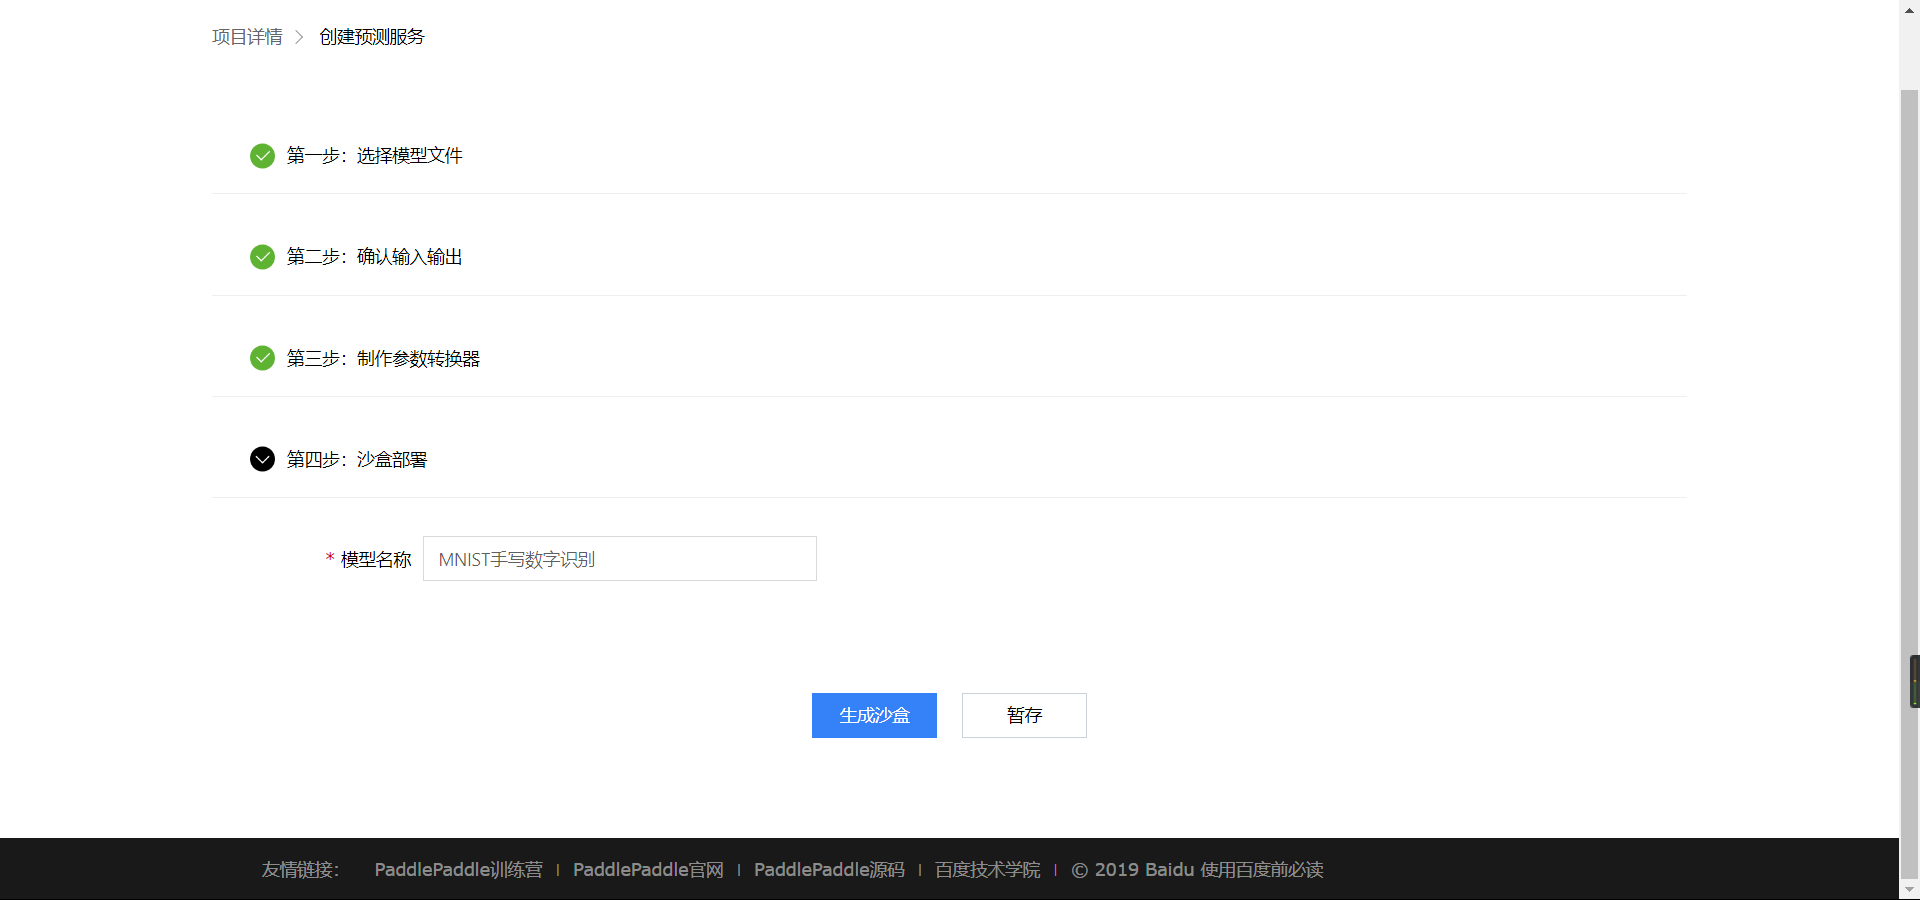 项目详情 > 创建预测服务
第一步：选择模型文件
第二步：确认输入输出
第三步：制作参数转换器
第四步：沙盒部署
* 模型名称 MNIST手写数字识别
生成沙盒 暂存
友情链接： PaddlePaddle训练营 | PaddlePaddle官网 | PaddlePaddle源码 | 百度技术学院 | © 2019 Baidu 使用百度前必读